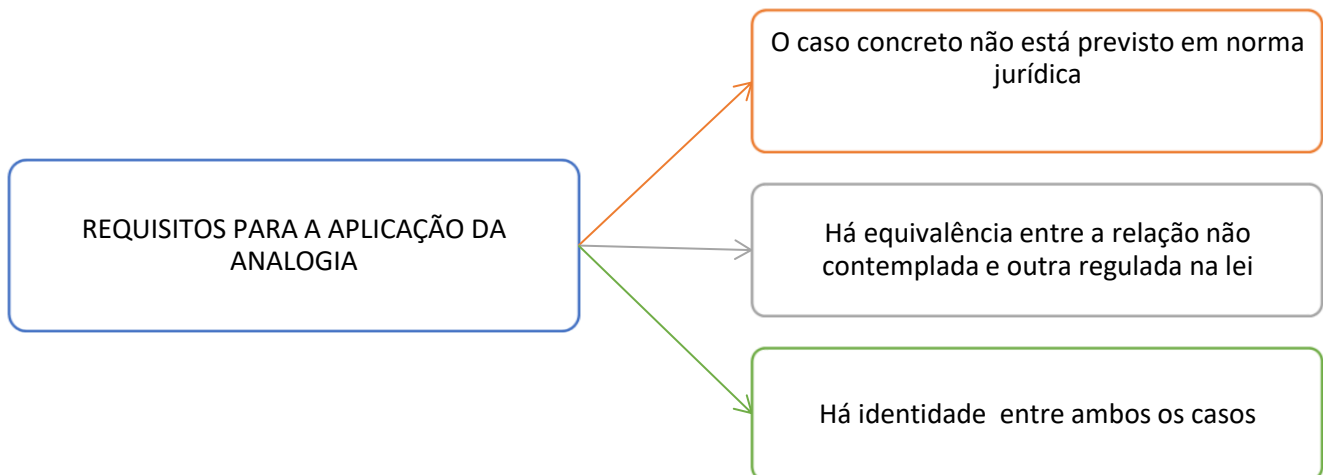 REQUISITOS PARA A APLICAÇÃO DA
ANALOGIA
O caso concreto não está previsto em norma
jurídica
Há equivalência entre a relação não
contemplada e outra regulada na lei
Há identidade entre ambos os casos